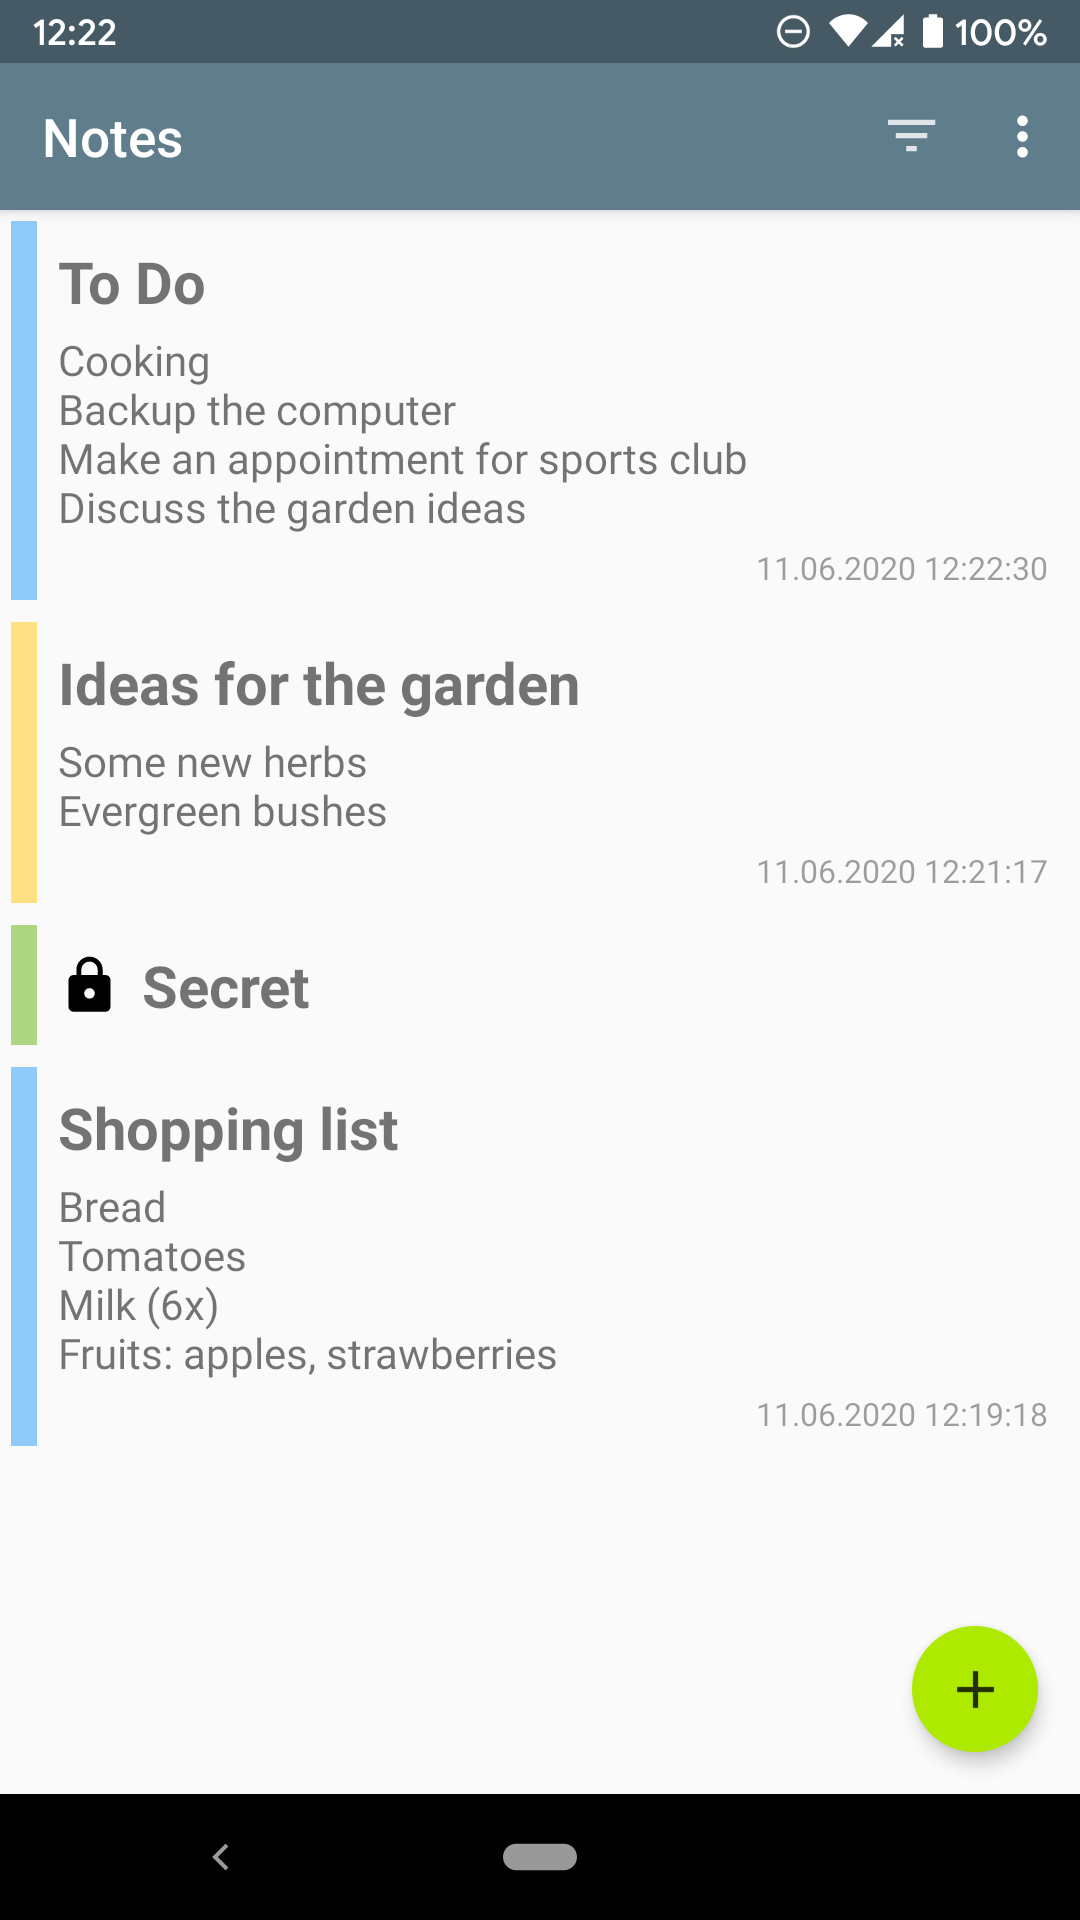 12:22
100%
Notes
To Do
Cooking
Backup the computer
Make an appointment for sports club
Discuss the garden ideas
11.06.2020 12:22:30
Ideas for the garden
Some new herbs
Evergreen bushes
11.06.2020 12:21:17
Secret
Shopping list
Bread
Tomatoes
Milk (6x)
Fruits: apples, strawberries
11.06.2020 12:19:18